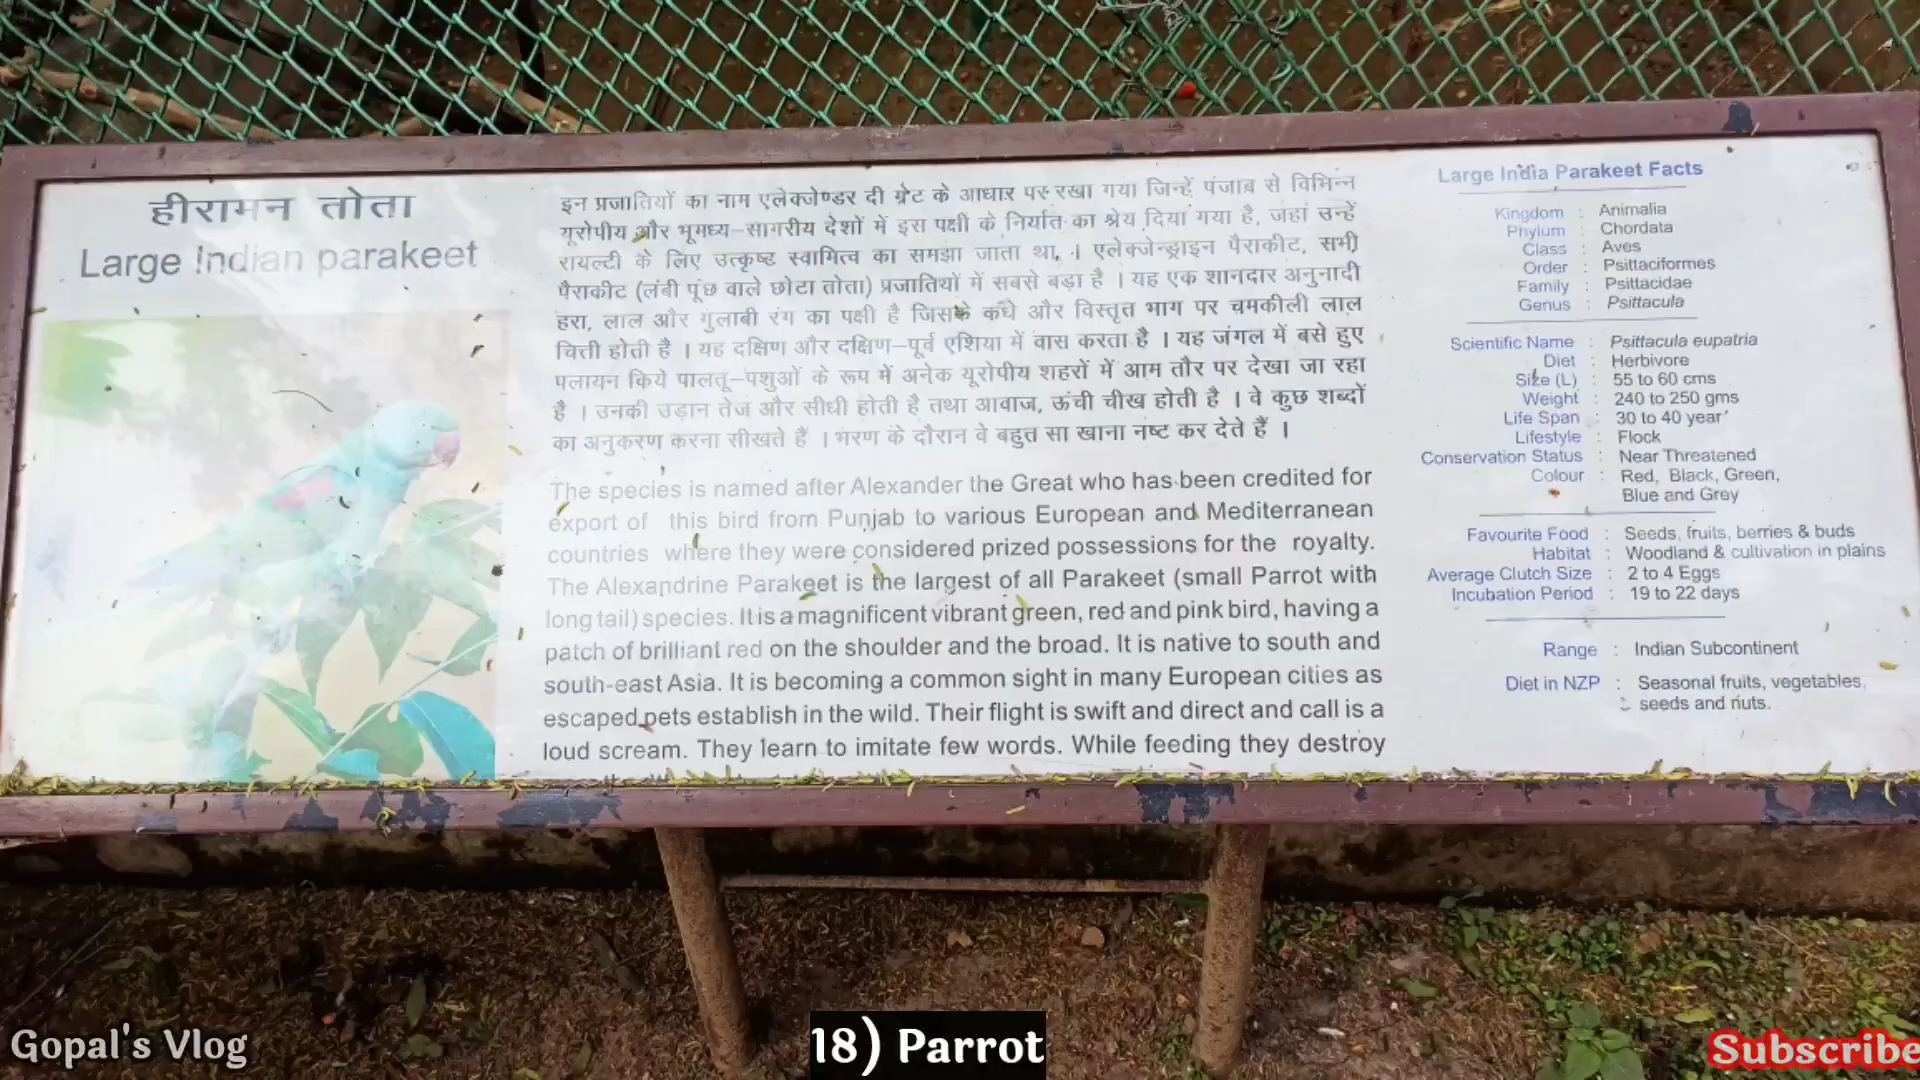 हीरामन तोता
Large Indian parakeet
इन प्रजातियों का नाम एलेक्जेण्डर दी ग्रेट के आधार पर रखा गया जिन्हें पंजाब से विभिन्न
यूरोपीय और भूमध्य–सागरीय देशों में इस पक्षी के निर्यात का श्रेय दिया गया है, जहां उन्हें
रायल्टी के लिए उत्कृष्ट स्वामित्व का समझा जाता था, । एलेक्जेन्ड्राइन पैराकीट, सभी
पैराकीट (लंबी पूंछ वाले छोटा तोता) प्रजातियों में सबसे बड़ा है । यह एक शानदार अनुनादी
हरा, लाल और गुलाबी रंग का पक्षी है जिसके कंधे और विस्तृत भाग पर चमकीली लाल
चित्ती होती है । यह दक्षिण और दक्षिण–पूर्व एशिया में वास करता है । यह जंगल में बसे हुए
पलायन किये पालतू–पशुओं के रूप में अनेक यूरोपीय शहरों में आम तौर पर देखा जा रहा
है । उनकी उड़ान तेज और सीधी होती है तथा आवाज, ऊंची चीख होती है । वे कुछ शब्दों
का अनुकरण करना सीखते हैं । भरण के दौरान वे बहुत सा खाना नष्ट कर देते हैं ।
The species is named after Alexander the Great who has been credited for
export of this bird from Punjab to various European and Mediterranean
countries where they were considered prized possessions for the royalty.
The Alexandrine Parakeet is the largest of all Parakeet (small Parrot with
long tail) species. It is a magnificent vibrant green, red and pink bird, having a
patch of brilliant red on the shoulder and the broad. It is native to south and
south-east Asia. It is becoming a common sight in many European cities as
escaped pets establish in the wild. Their flight is swift and direct and call is a
loud scream. They learn to imitate few words. While feeding they destroy
Large India Parakeet Facts
Kingdom : Animalia
Phylum : Chordata
Class : Aves
Order : Psittaciformes
Family : Psittacidae
Genus : Psittacula
Scientific Name : Psittacula eupatria
Diet : Herbivore
Size (L) : 55 to 60 cms
Weight : 240 to 250 gms
Life Span : 30 to 40 year'
Lifestyle : Flock
Conservation Status : Near Threatened
Colour : Red, Black, Green,
Blue and Grey
Favourite Food : Seeds, fruits, berries & buds
Habitat : Woodland & cultivation in plains
Average Clutch Size : 2 to 4 Eggs
Incubation Period : 19 to 22 days
Range : Indian Subcontinent
Diet in NZP : Seasonal fruits, vegetables,
seeds and nuts.
Gopal's Vlog
18) Parrot
Subscribe